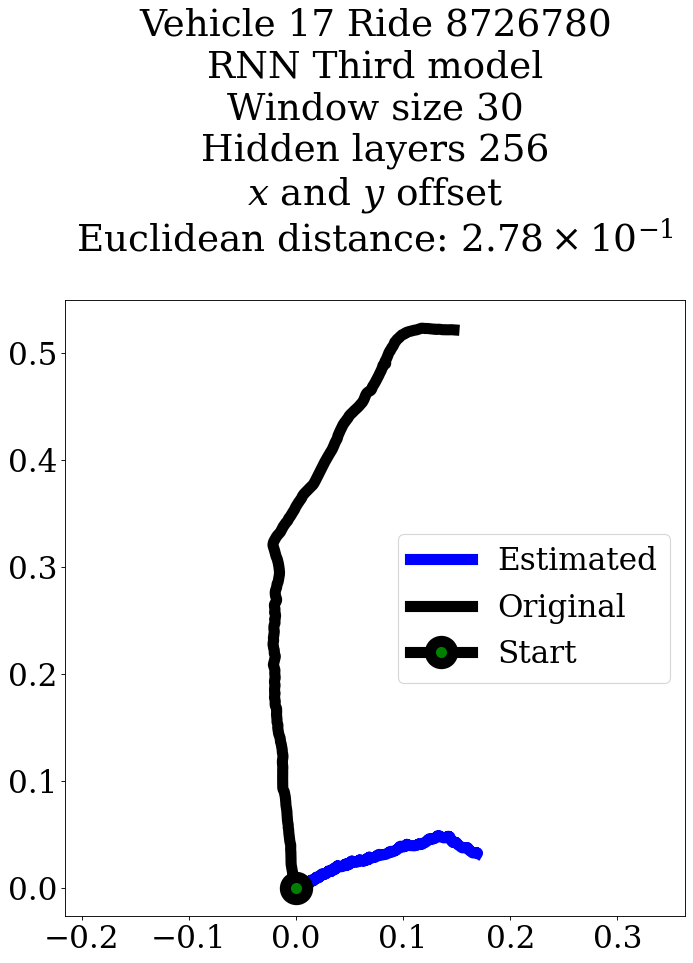 Vehicle 17 Ride 8726780
RNN Third model
Window size 30
Hidden layers 256
x and y offset
Euclidean distance: 2.78 × 10⁻¹
0.5
0.4
0.3
0.2
0.1
0.0
Estimated
Original
Start
−0.2 −0.1 0.0 0.1 0.2 0.3